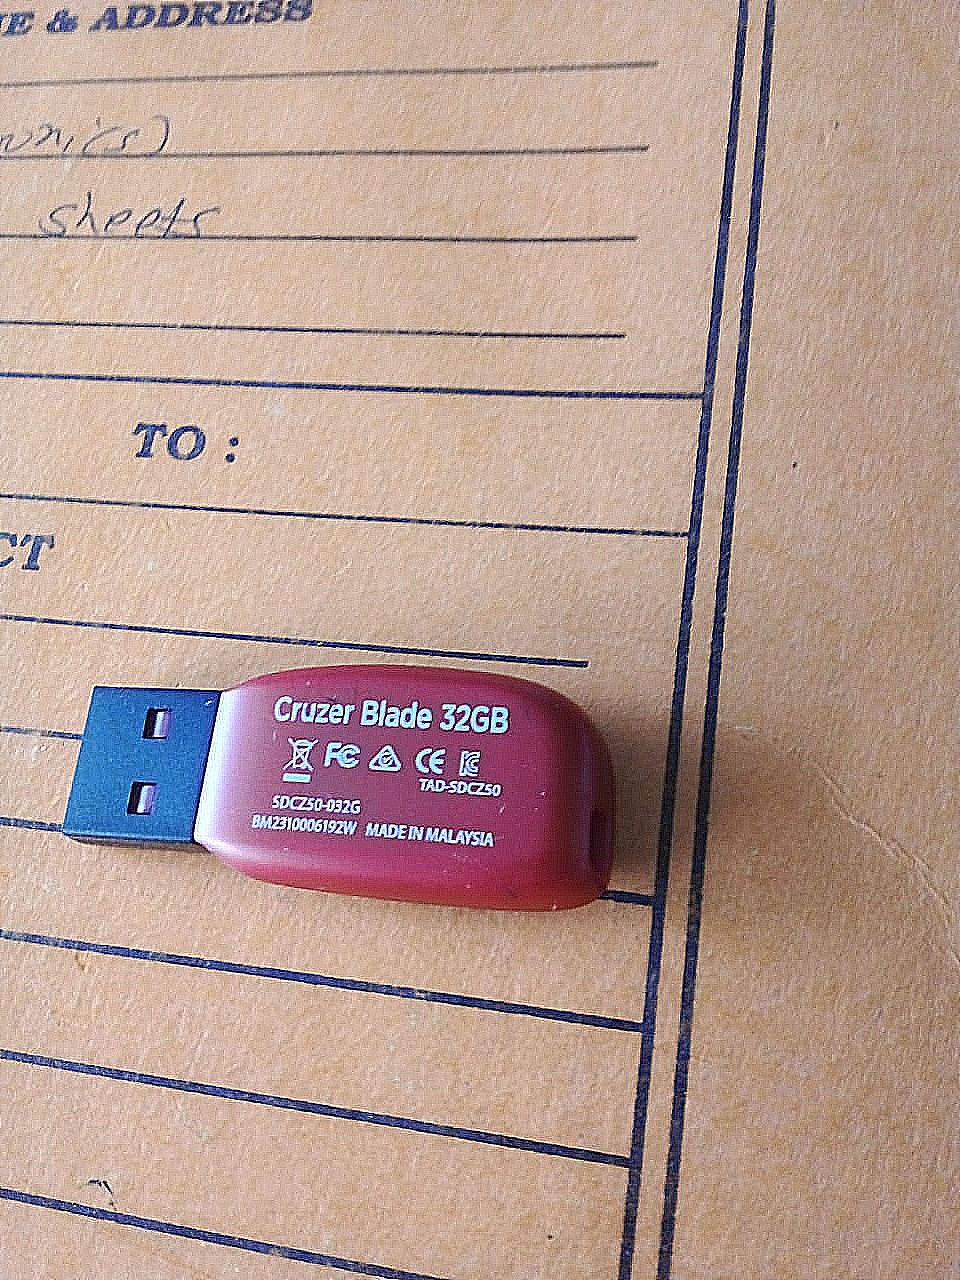 & ADDRESS
sheets
TO :
CT
Cruzer Blade 32GB
FC CE
TAD-SDCZ50
SDCZ50-032G
BM2310006192W MADE IN MALAYSIA